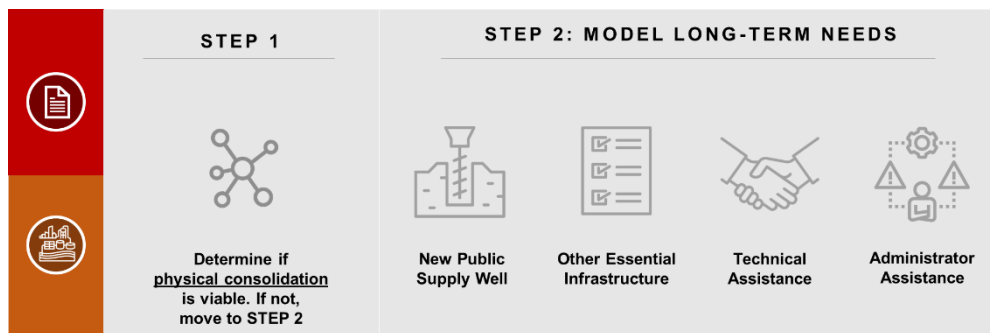 STEP 1
Determine if
physical consolidation
is viable. If not,
move to STEP 2
STEP 2: MODEL LONG-TERM NEEDS
New Public
Supply Well
Other Essential
Infrastructure
Technical
Assistance
Administrator
Assistance